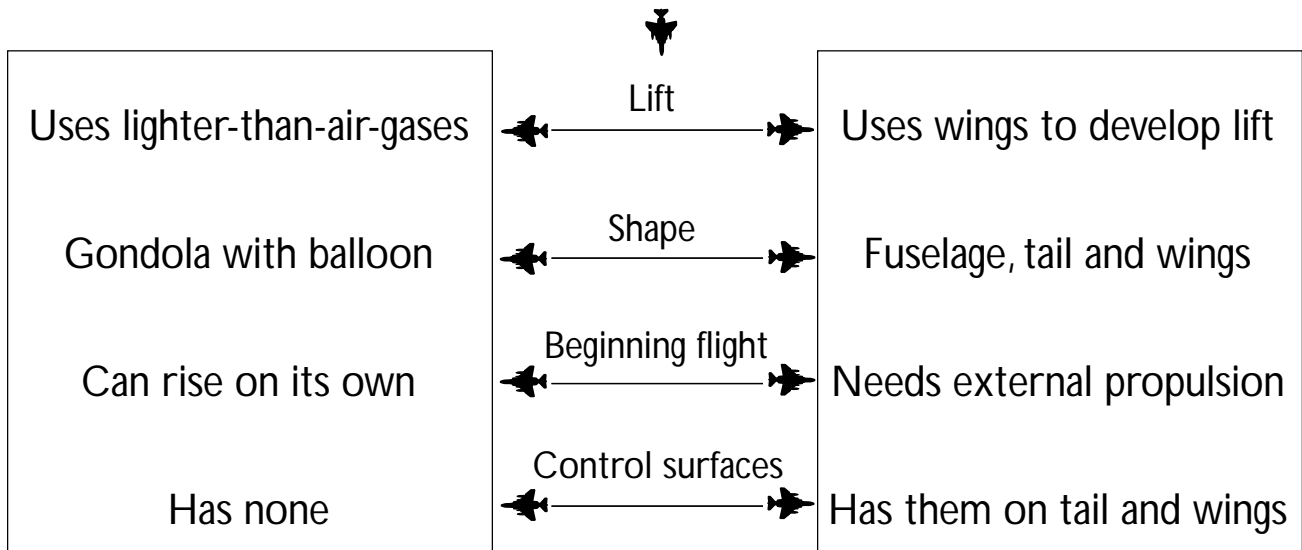 Lift
Uses lighter-than-air-gases
Uses wings to develop lift
Shape
Gondola with balloon
Fuselage, tail and wings
Beginning flight
Can rise on its own
Needs external propulsion
Control surfaces
Has none
Has them on tail and wings